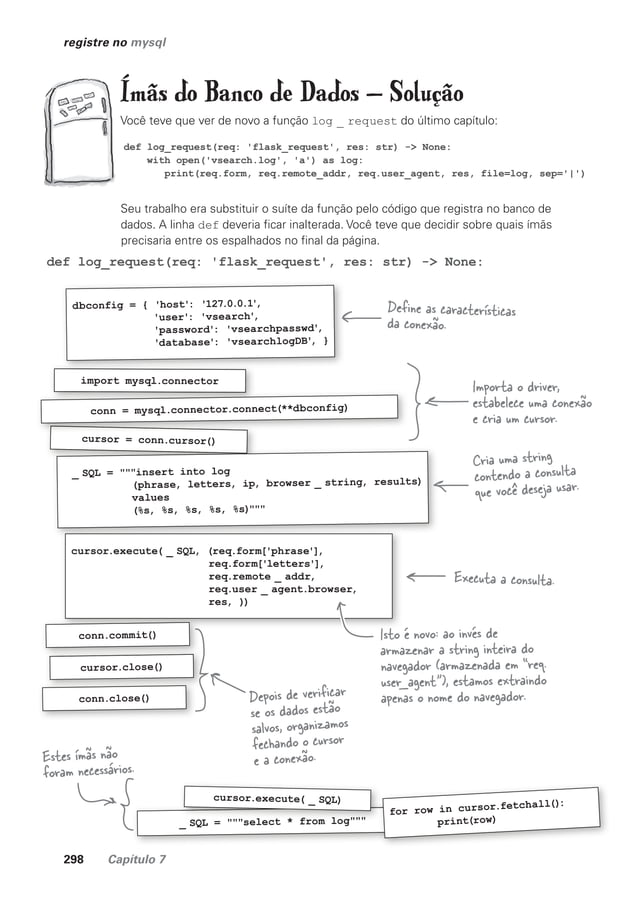 registre no mysql
Ímãs do Banco de Dados — Solução
Você teve que ver de novo a função log _ request do último capítulo:
def log_request(req: 'flask_request', res: str) -> None:
with open('vsearch.log', 'a') as log:
print(req.form, req.remote_addr, req.user_agent, res, file=log, sep='|')
Seu trabalho era substituir o suíte da função pelo código que registra no banco de
dados. A linha def deveria ficar inalterada. Você teve que decidir sobre quais ímãs
precisaria entre os espalhados no final da página.
def log_request(req: 'flask_request', res: str) -> None:
dbconfig = { 'host': '127.0.0.1',
'user': 'vsearch',
'password': 'vsearchpasswd',
'database': 'vsearchlogDB', }
Define as características
da conexão.
import mysql.connector
conn = mysql.connector.connect(**dbconfig)
cursor = conn.cursor()
Importa o driver,
estabelece uma conexão
e cria um cursor.
_ SQL = """insert into log
(phrase, letters, ip, browser _ string, results)
values
(%s, %s, %s, %s, %s)"""
Cria uma string
contendo a consulta
que você deseja usar.
cursor.execute( _ SQL, (req.form['phrase'],
req.form['letters'],
req.remote _ addr,
req.user _ agent.browser,
res, ))
Executa a consulta.
Isto é novo: ao invés de
armazenar a string inteira do
navegador (armazenada em "req.
user_agent"), estamos extraindo
apenas o nome do navegador.
conn.commit()
cursor.close()
conn.close()
Depois de verificar
se os dados estão
salvos, organizamos
fechando o cursor
e a conexão.
Estes ímãs não
foram necessários.
cursor.execute( _ SQL)
_ SQL = """select * from log"""
for row in cursor.fetchall():
print(row)
298 Capítulo 7